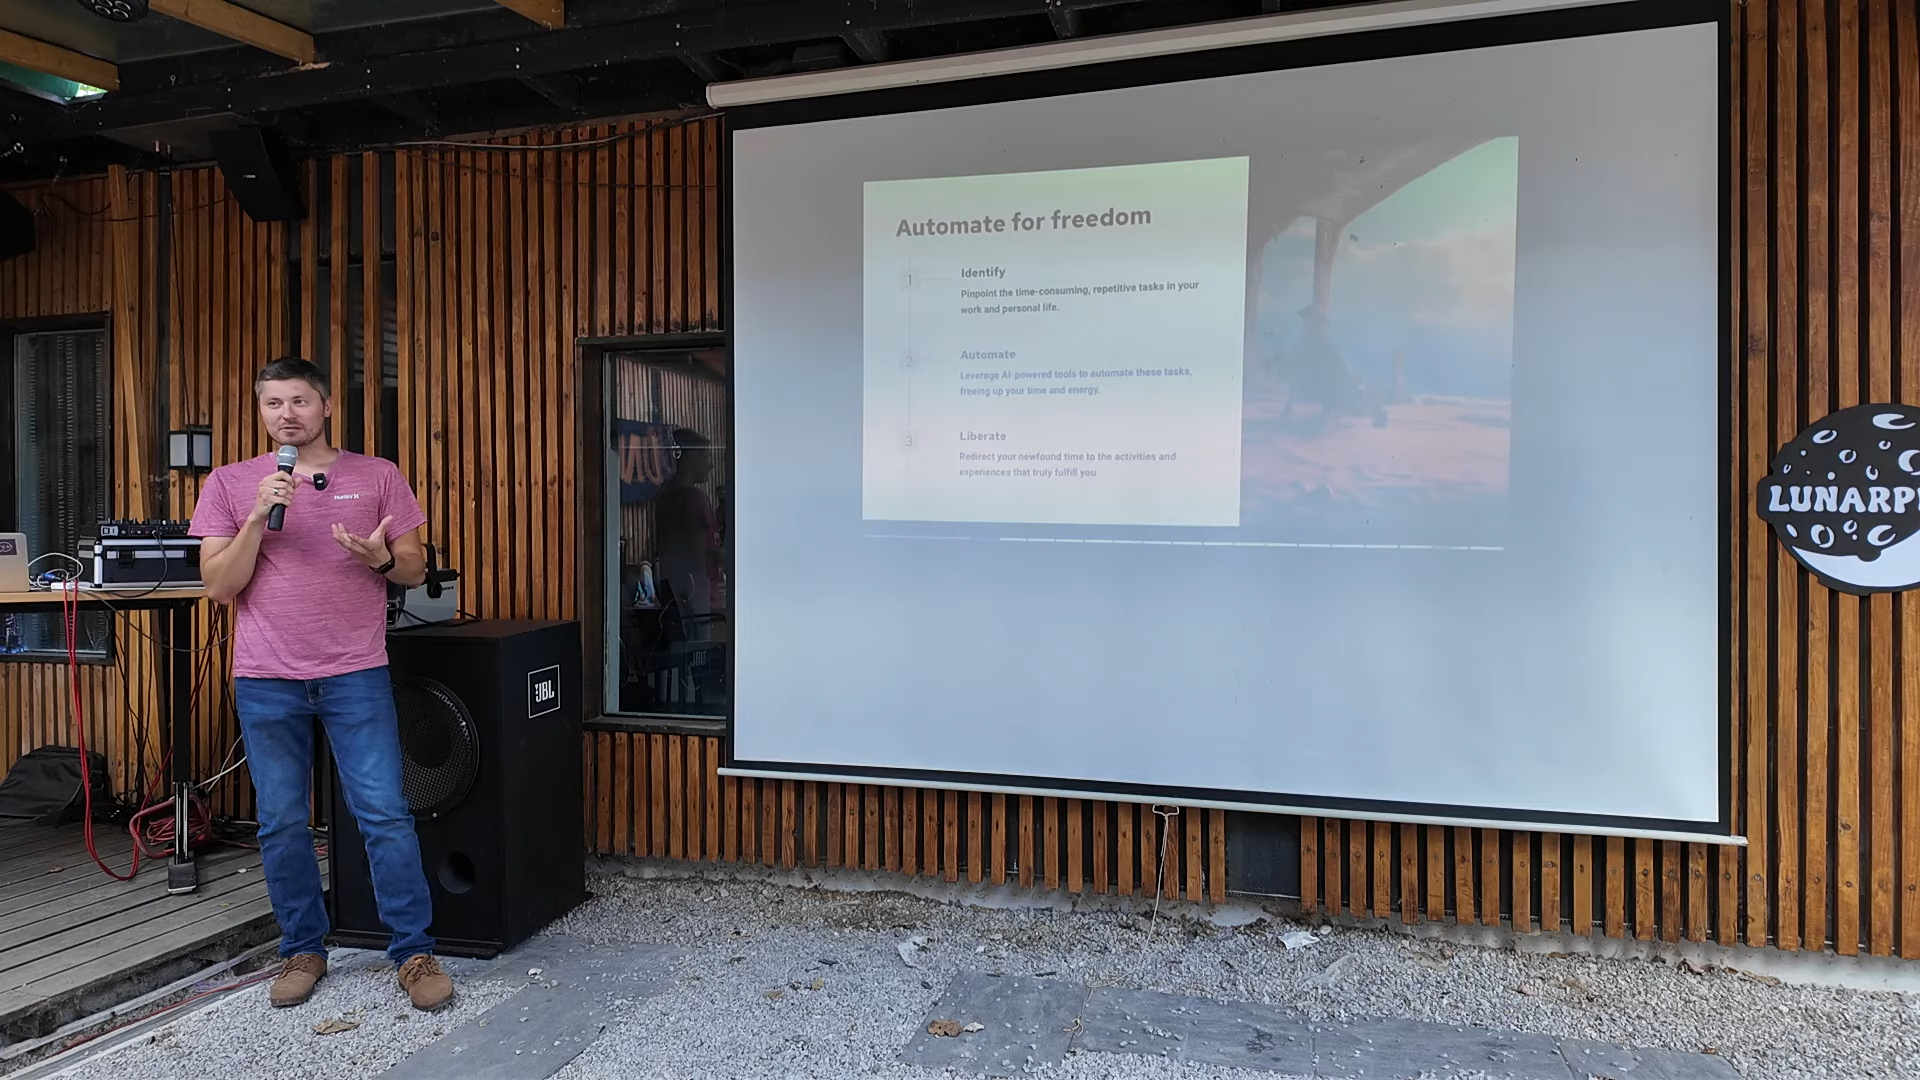 Automate for freedom
1
Identify
Pinpoint the time-consuming, repetitive tasks in your
work and personal life.
2
Automate
Leverage AI-powered tools to automate these tasks,
freeing up your time and energy.
3
Liberate
Redirect your newfound time to the activities and
experiences that truly fulfill you
Hurley
JBL
LUNARP